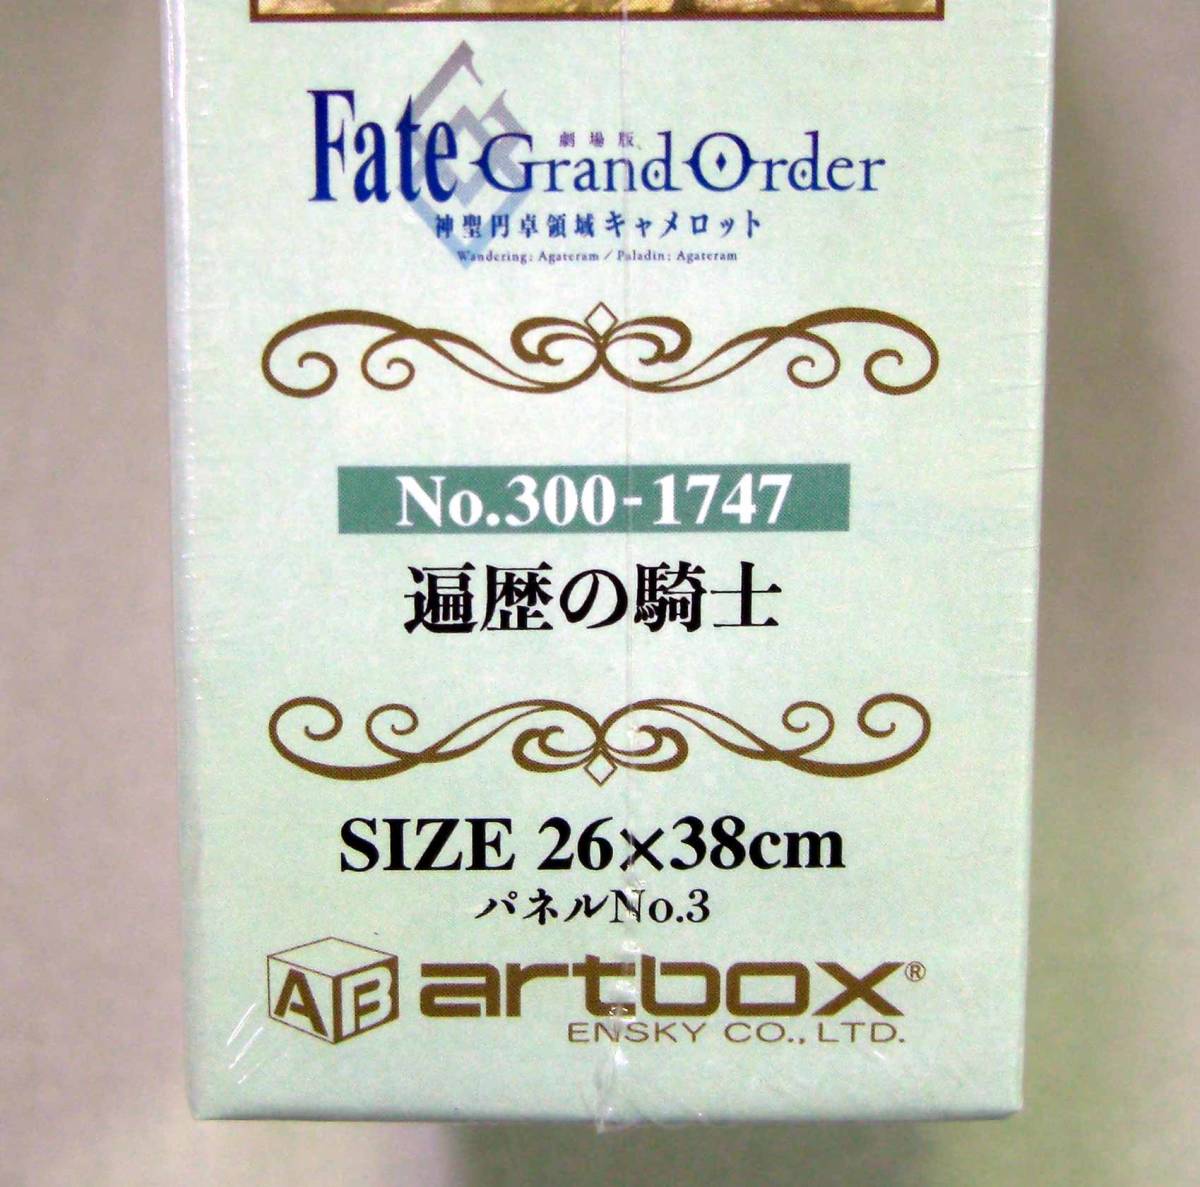 劇場版
Fate Grand Order
神聖円卓領域キャメロット
Wandering; Agateram / Paladin; Agateram
No.300-1747
遍歴の騎士
SIZE 26×38cm
パネルNo.3
AB artbox®
ENSKY CO., LTD.